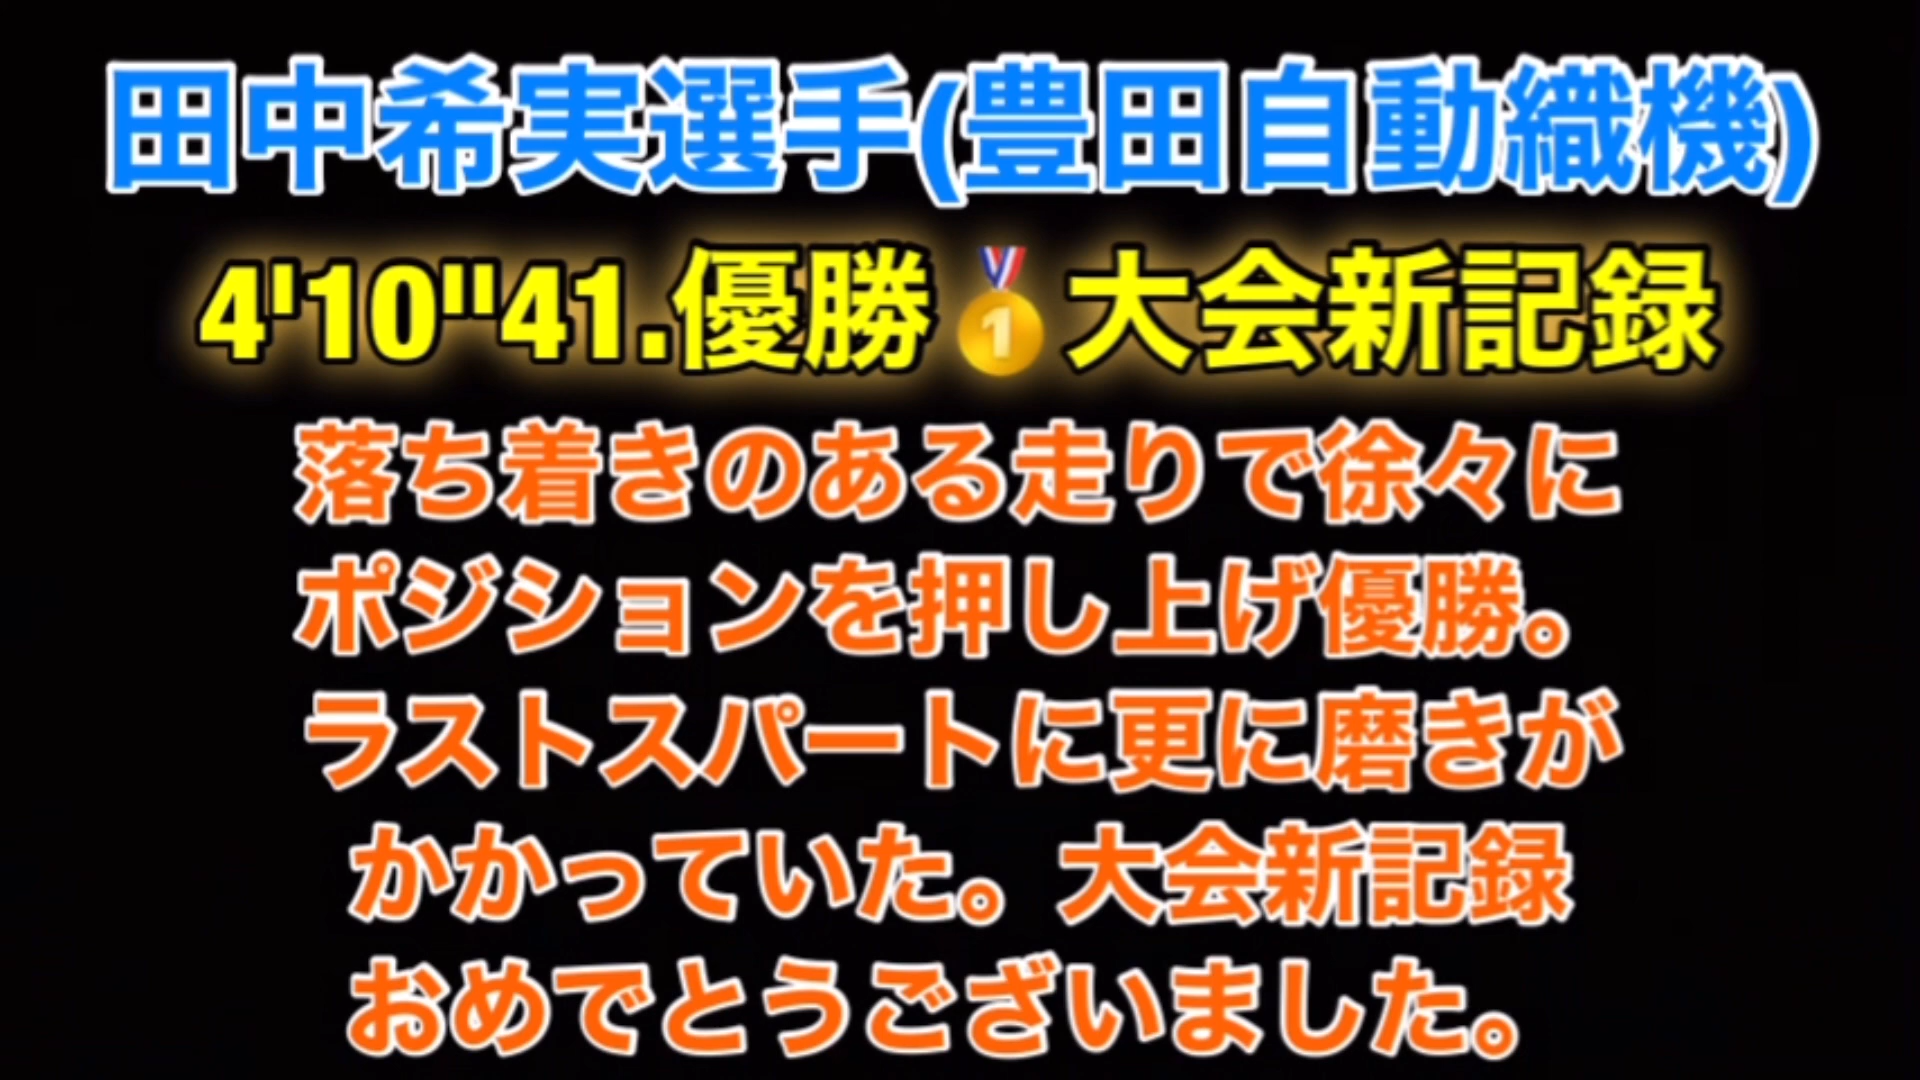 田中希実選手(豊田自動織機)
4'10"41.優勝🥇大会新記録
落ち着きのある走りで徐々に
ポジションを押し上げ優勝。
ラストスパートに更に磨きが
かかっていた。大会新記録
おめでとうございました。